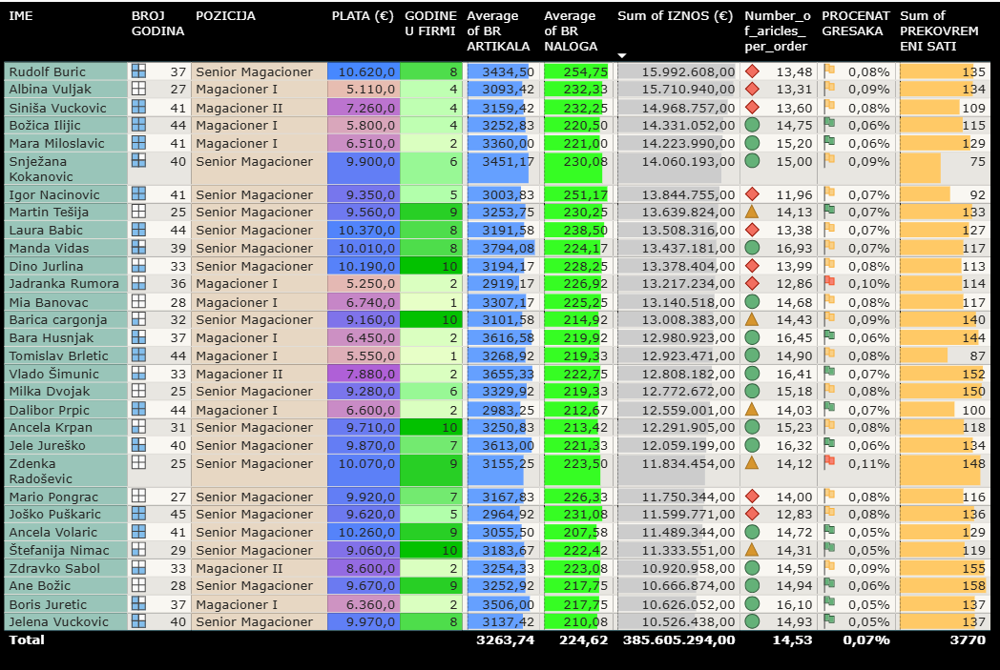 IME BROJ GODINA POZICIJA PLATA (€) GODINE U FIRMI Average of BR ARTIKALA Average of BR NALOGA Sum of IZNOS (€) Number_of_aricles_per_order PROCENAT GRESAKA Sum of PREKOVREMENI SATI
Rudolf Buric 37 Senior Magacioner 10.620,0 8 3434,50 254,75 15.992.608,00 13,48 0,08% 135
Albina Vuljak 27 Magacioner I 5.110,0 4 3093,42 232,33 15.710.940,00 13,31 0,09% 134
Siniša Vuckovic 41 Magacioner II 7.260,0 4 3159,42 232,25 14.968.757,00 13,60 0,08% 109
Božica Ilijic 44 Magacioner I 5.800,0 4 3252,83 220,50 14.331.052,00 14,75 0,06% 115
Mara Miloslavic 41 Magacioner I 6.510,0 2 3360,00 221,00 14.223.990,00 15,20 0,06% 129
Snježana Kokanovic 40 Senior Magacioner 9.900,0 6 3451,17 230,08 14.060.193,00 15,00 0,09% 75
Igor Nacinovic 41 Senior Magacioner 9.350,0 5 3003,83 251,17 13.844.755,00 11,96 0,07% 92
Martin Tešija 25 Senior Magacioner 9.560,0 9 3253,75 230,25 13.639.824,00 14,13 0,07% 133
Laura Babic 44 Senior Magacioner 10.370,0 8 3191,58 238,50 13.508.316,00 13,38 0,07% 127
Manda Vidas 39 Senior Magacioner 10.010,0 8 3794,08 224,17 13.437.181,00 16,93 0,07% 117
Dino Jurlina 33 Senior Magacioner 10.190,0 10 3194,17 228,25 13.378.404,00 13,99 0,08% 113
Jadranka Rumora 36 Magacioner I 5.250,0 2 2919,17 226,92 13.217.234,00 12,86 0,10% 114
Mia Banovac 28 Magacioner I 6.740,0 1 3307,17 225,25 13.140.518,00 14,68 0,08% 117
Barica cargonja 32 Senior Magacioner 9.160,0 10 3101,58 214,92 13.008.383,00 14,43 0,09% 140
Bara Husnjak 37 Magacioner I 6.450,0 2 3616,58 219,92 12.980.923,00 16,45 0,06% 144
Tomislav Brletic 44 Magacioner I 5.550,0 1 3268,92 219,33 12.923.471,00 14,90 0,08% 87
Vlado Šimunic 33 Magacioner II 7.880,0 2 3655,33 222,75 12.808.182,00 16,41 0,07% 152
Milka Dvojak 25 Senior Magacioner 9.280,0 6 3329,92 219,33 12.772.672,00 15,18 0,08% 150
Dalibor Prpic 44 Magacioner I 6.600,0 2 2983,25 212,67 12.559.001,00 14,03 0,07% 100
Ancela Krpan 31 Senior Magacioner 9.710,0 10 3250,83 213,42 12.291.905,00 15,23 0,08% 118
Jele Jureško 40 Senior Magacioner 9.870,0 7 3613,00 221,33 12.059.199,00 16,32 0,06% 134
Zdenka Radošević 25 Senior Magacioner 10.070,0 9 3155,25 223,50 11.834.454,00 14,12 0,11% 148
Mario Pongrac 27 Senior Magacioner 9.920,0 7 3167,83 226,33 11.750.344,00 14,00 0,08% 116
Joško Puškaric 45 Senior Magacioner 9.620,0 5 2964,92 231,08 11.599.771,00 12,83 0,08% 136
Ancela Volaric 41 Senior Magacioner 10.260,0 9 3055,50 207,58 11.489.344,00 14,72 0,05% 129
Štefanija Nimac 29 Senior Magacioner 9.060,0 10 3183,67 222,42 11.333.551,00 14,31 0,05% 119
Zdravko Sabol 33 Magacioner II 8.600,0 2 3254,33 223,08 10.920.958,00 14,59 0,09% 155
Ane Božic 28 Senior Magacioner 9.670,0 9 3252,92 217,75 10.666.874,00 14,94 0,06% 158
Boris Juretic 37 Magacioner I 6.360,0 2 3506,00 217,75 10.626.052,00 16,10 0,05% 137
Jelena Vuckovic 40 Senior Magacioner 9.970,0 8 3137,42 210,08 10.526.438,00 14,93 0,05% 137
Total 3263,74 224,62 385.605.294,00 14,53 0,07% 3770